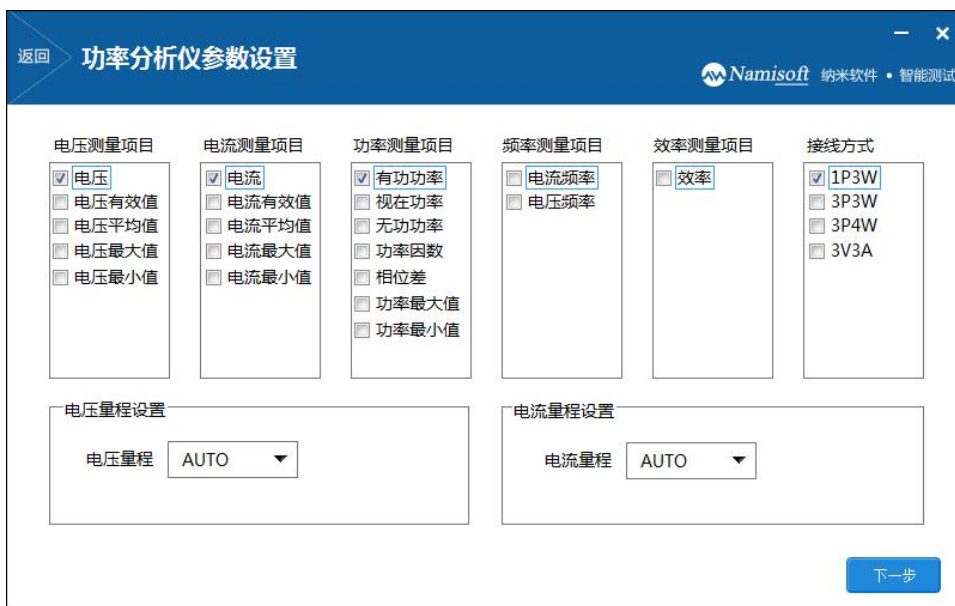 返回
功率分析仪参数设置
Namisoft 纳米软件 • 智能测试
电压测量项目
电压
电压有效值
电压平均值
电压最大值
电压最小值
电流测量项目
电流
电流有效值
电流平均值
电流最大值
电流最小值
功率测量项目
有功功率
视在功率
无功功率
功率因数
相位差
功率最大值
功率最小值
频率测量项目
电流频率
电压频率
效率测量项目
效率
接线方式
1P3W
3P3W
3P4W
3V3A
电压量程设置
电压量程 AUTO
电流量程设置
电流量程 AUTO
下一步